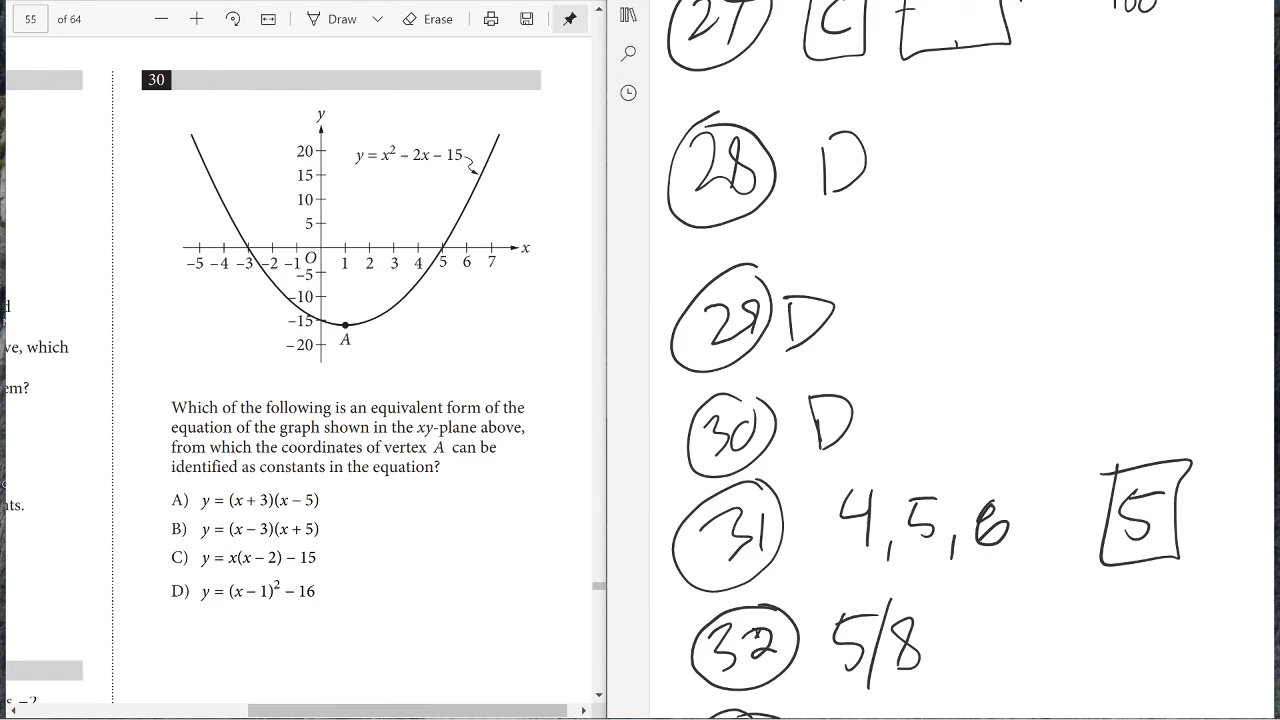 55 of 64
Draw
Erase
30
y
y = x² – 2x – 15
20
15
10
5
O
x
–5 –4 –3 –2 –1 1 2 3 4 5 6 7
–5
–10
–15
–20
A
ve, which
em?
nts.
Which of the following is an equivalent form of the
equation of the graph shown in the xy-plane above,
from which the coordinates of vertex A can be
identified as constants in the equation?
A) y = (x + 3)(x – 5)
B) y = (x – 3)(x + 5)
C) y = x(x – 2) – 15
D) y = (x – 1)² – 16
27 C
100
28 D
29 D
30 D
31 4, 5, 6 5
32 5/8